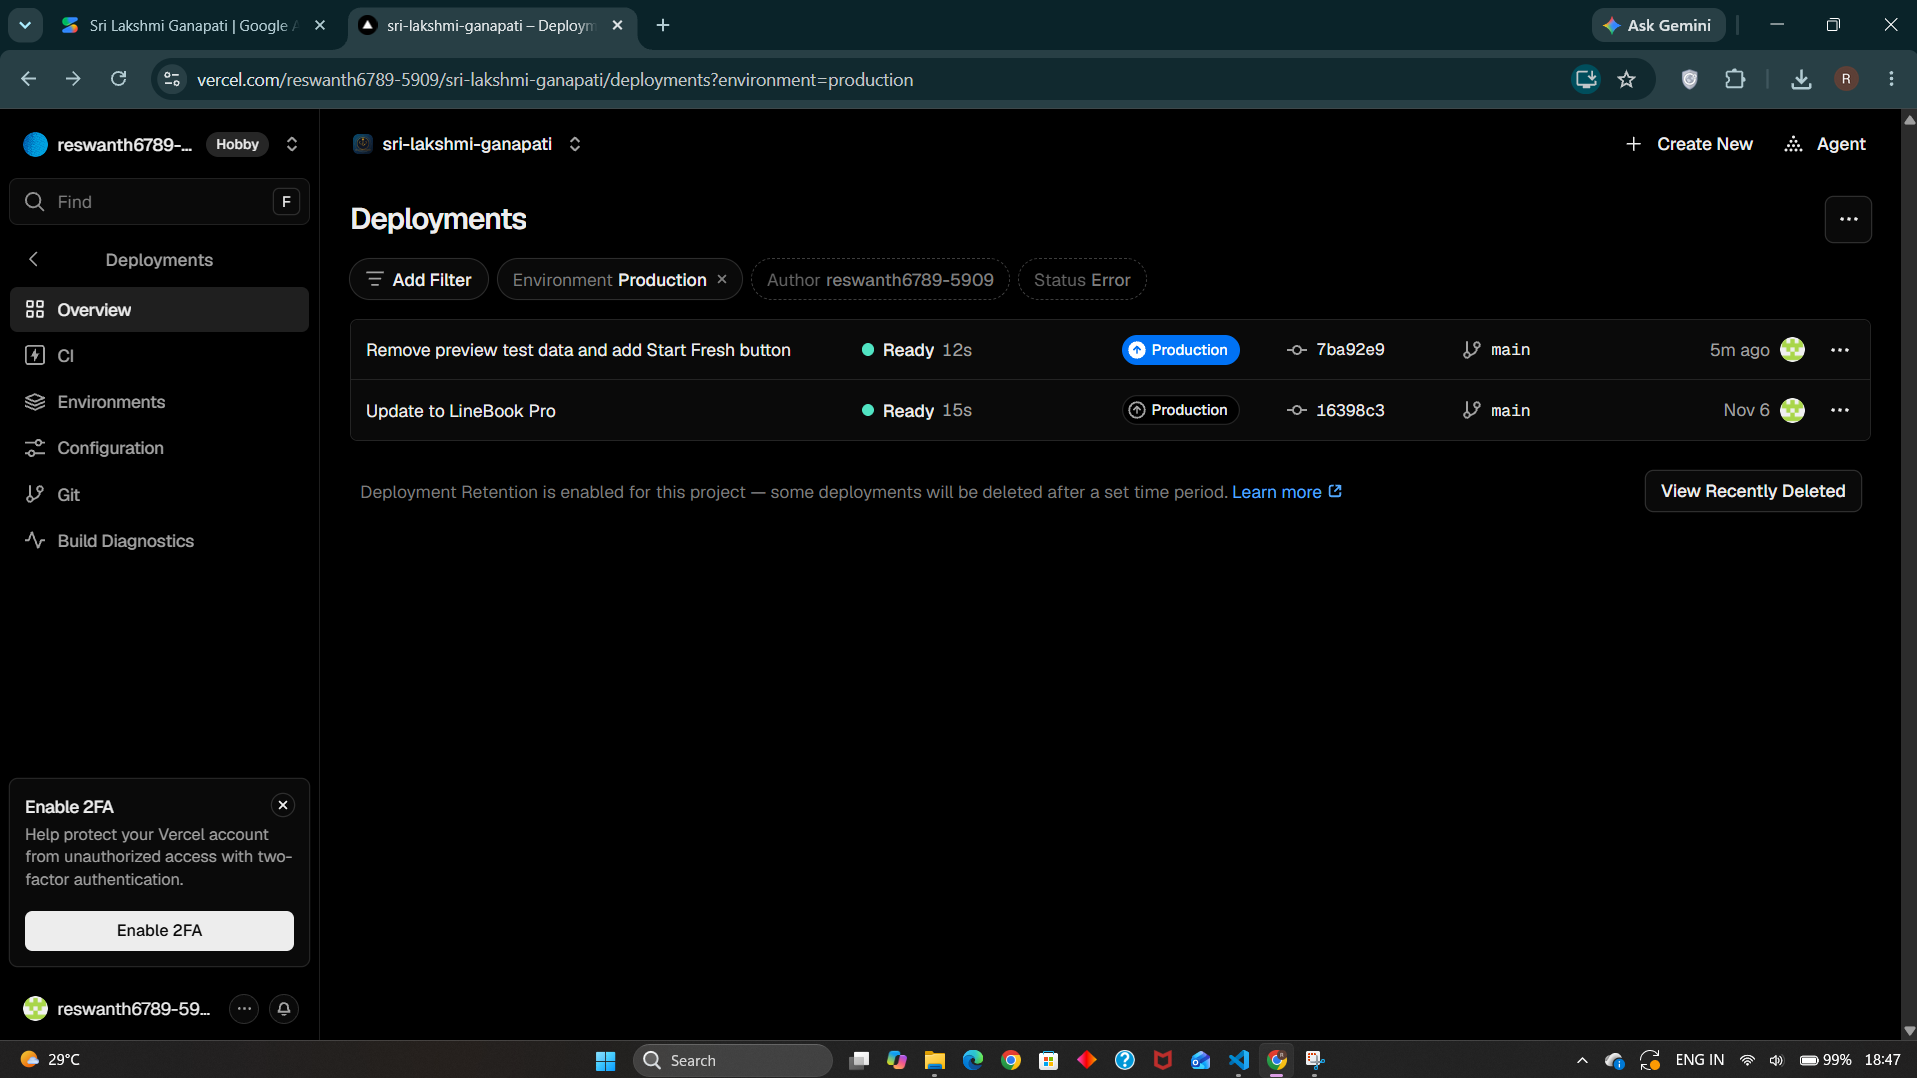 Sri Lakshmi Ganapati | Google A
sri-lakshmi-ganapati – Deploym
Ask Gemini
vercel.com/reswanth6789-5909/sri-lakshmi-ganapati/deployments?environment=production
R
reswanth6789-...
Hobby
sri-lakshmi-ganapati
Create New
Agent
Find
F
Deployments
Deployments
Overview
CI
Environments
Configuration
Git
Build Diagnostics
Add Filter
Environment Production
Author reswanth6789-5909
Status Error
Remove preview test data and add Start Fresh button
Ready 12s
Production
7ba92e9
main
5m ago
Update to LineBook Pro
Ready 15s
Production
16398c3
main
Nov 6
Deployment Retention is enabled for this project — some deployments will be deleted after a set time period. Learn more
View Recently Deleted
Enable 2FA
Help protect your Vercel account
from unauthorized access with two-
factor authentication.
Enable 2FA
reswanth6789-59...
29°C
Search
ENG IN
99%
18:47